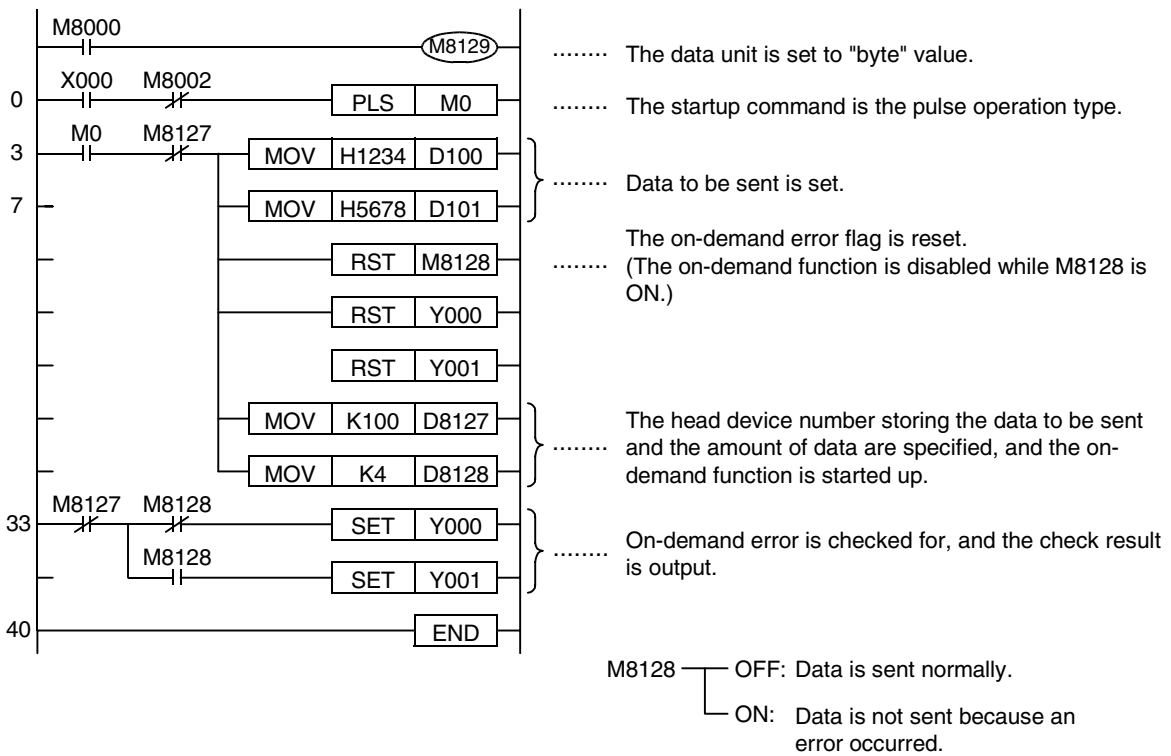 M8000
M8129
........ The data unit is set to "byte" value.
X000 M8002
0 PLS M0
........ The startup command is the pulse operation type.
M0 M8127
3 MOV H1234 D100
........ Data to be sent is set.
7 MOV H5678 D101
The on-demand error flag is reset.
RST M8128
........ (The on-demand function is disabled while M8128 is
ON.)
RST Y000
RST Y001
MOV K100 D8127
The head device number storing the data to be sent
........ and the amount of data are specified, and the on-
demand function is started up.
MOV K4 D8128
M8127 M8128
33 SET Y000
........ On-demand error is checked for, and the check result
is output.
M8128
SET Y001
40 END
M8128 OFF: Data is sent normally.
ON: Data is not sent because an
error occurred.